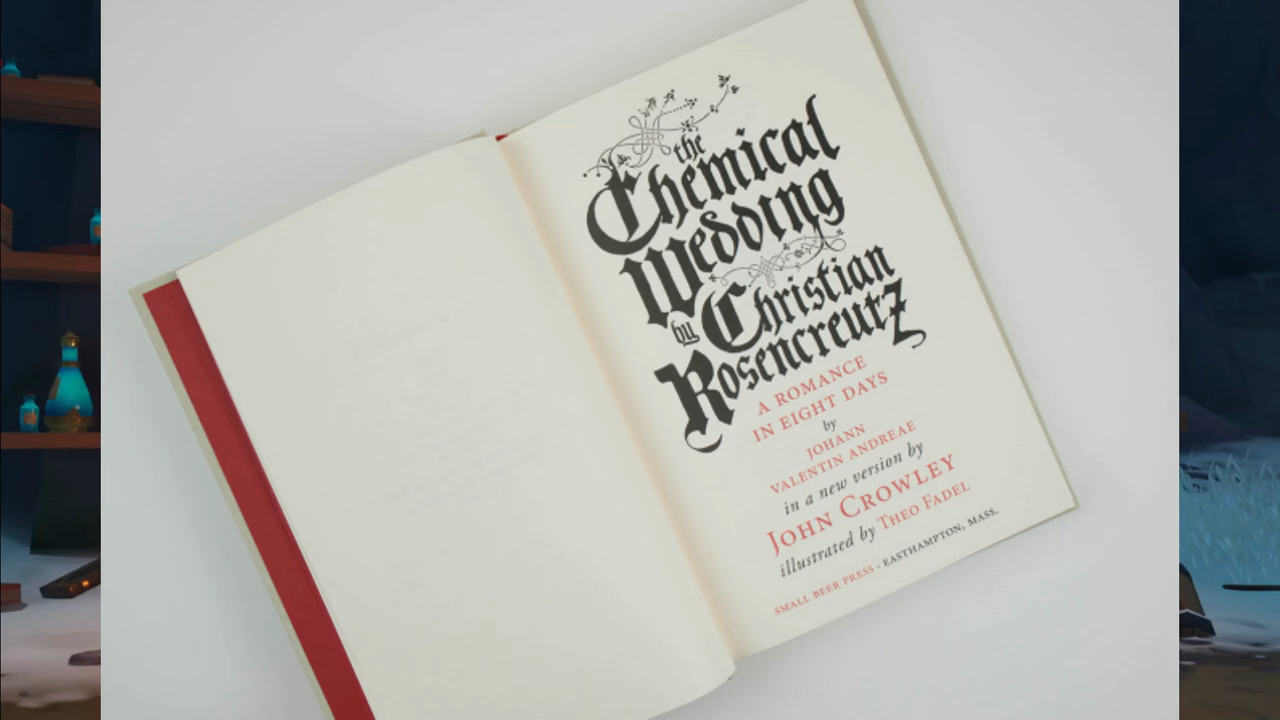 the
Chemical
Wedding
by Christian
Rosencreutz
A ROMANCE
IN EIGHT DAYS
by
JOHANN
VALENTIN ANDREAE
in a new version by
JOHN CROWLEY
illustrated by THEO FADEL
SMALL BEER PRESS · EASTHAMPTON, MASS.